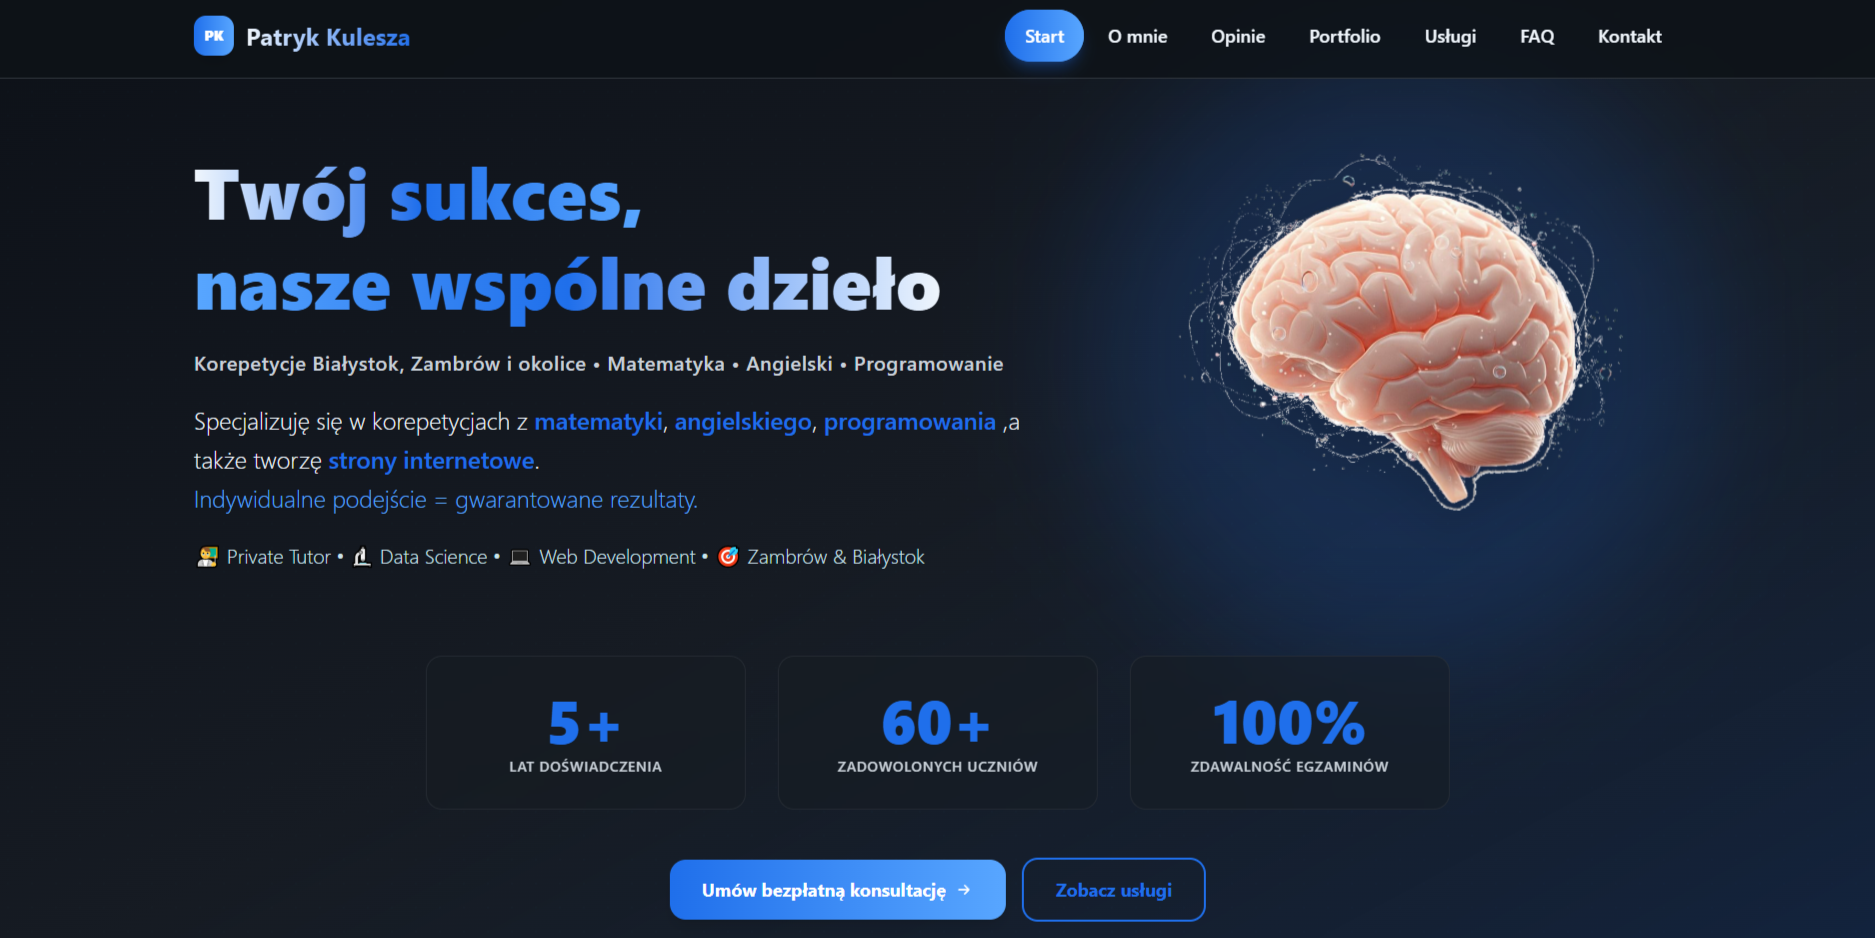 PK Patryk Kulesza
Start O mnie Opinie Portfolio Usługi FAQ Kontakt
Twój sukces,
nasze wspólne dzieło
Korepetycje Białystok, Zambrów i okolice • Matematyka • Angielski • Programowanie
Specjalizuję się w korepetycjach z matematyki, angielskiego, programowania ,a
także tworzę strony internetowe.
Indywidualne podejście = gwarantowane rezultaty.
👨‍🏫 Private Tutor • 🔬 Data Science • 💻 Web Development • 🎯 Zambrów & Białystok
5+
LAT DOŚWIADCZENIA
60+
ZADOWOLONYCH UCZNIÓW
100%
ZDAWALNOŚĆ EGZAMINÓW
Umów bezpłatną konsultację →
Zobacz usługi